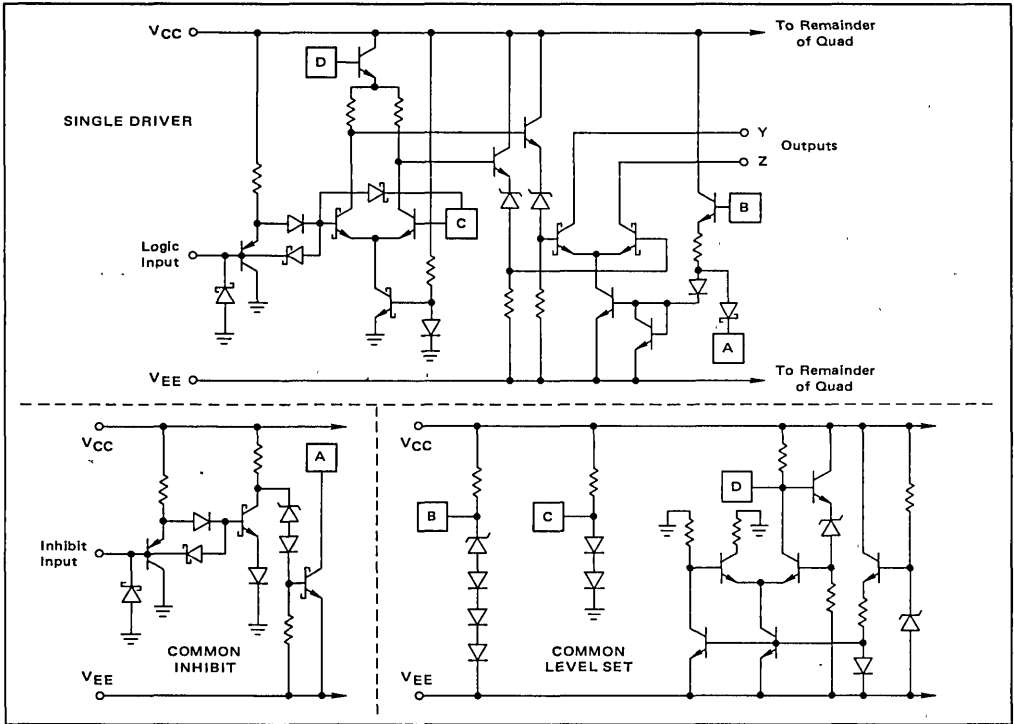 VCC
To Remainder
of Quad
D
SINGLE DRIVER
Y
Outputs
Z
B
C
Logic
Input
A
VEE
To Remainder
of Quad
VCC
A
Inhibit
Input
COMMON
INHIBIT
VEE
VCC
D
B
C
COMMON
LEVEL SET
VEE